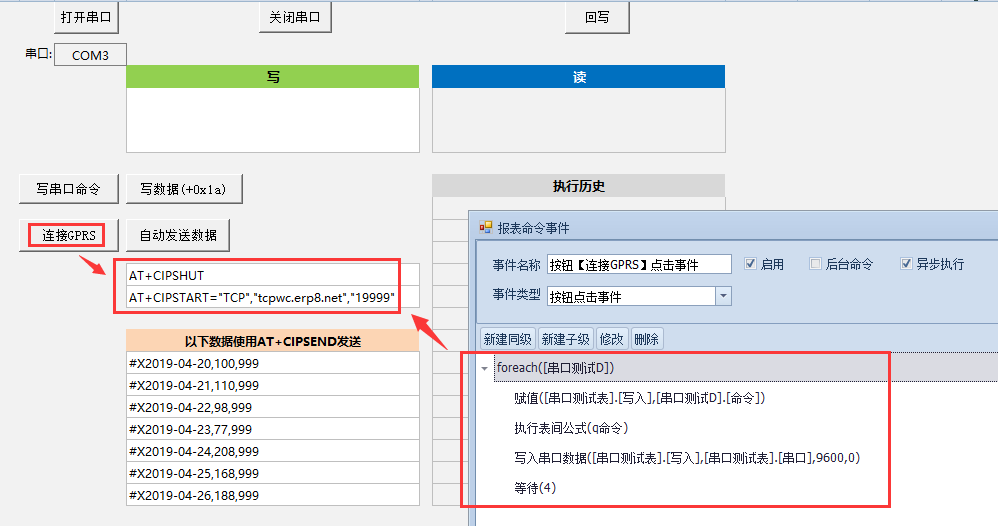 打开串口 关闭串口 回写
串口: COM3
写 读
写串口命令 写数据(+0x1a) 执行历史
连接GPRS 自动发送数据
AT+CIPSHUT
AT+CIPSTART="TCP","tcpwc.erp8.net","19999"
以下数据使用AT+CIPSEND发送
#X2019-04-20,100,999
#X2019-04-21,110,999
#X2019-04-22,98,999
#X2019-04-23,77,999
#X2019-04-24,208,999
#X2019-04-25,168,999
#X2019-04-26,188,999
报表命令事件
事件名称 按钮【连接GPRS】点击事件 启用 后台命令 异步执行
事件类型 按钮点击事件
新建同级 新建子级 修改 删除
foreach([串口测试D])
赋值([串口测试表].[写入],[串口测试D].[命令])
执行表间公式(q命令)
写入串口数据([串口测试表].[写入],[串口测试表].[串口],9600,0)
等待(4)